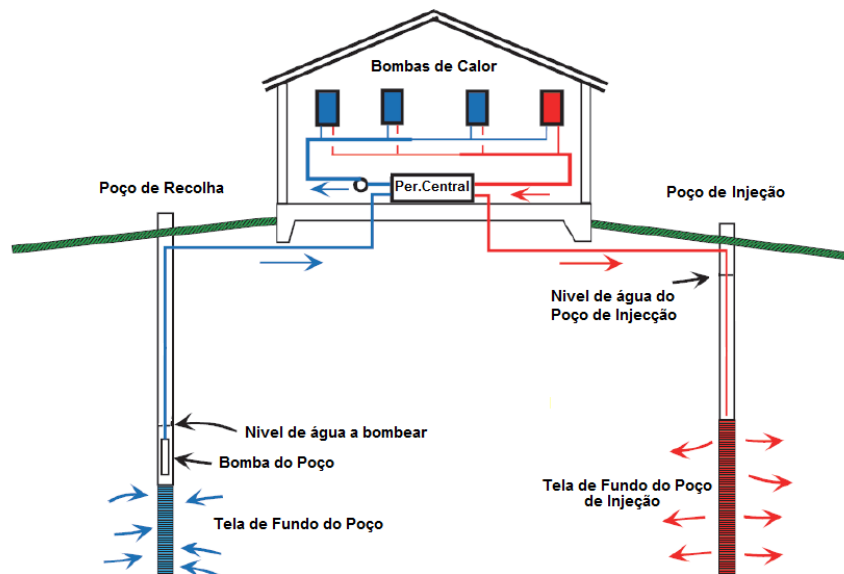 Bombas de Calor
Poço de Recolha
Per.Central
Poço de Injeção
Nivel de água do
Poço de Injecção
Nivel de água a bombear
Bomba do Poço
Tela de Fundo do Poço
Tela de Fundo do Poço
de Injeção